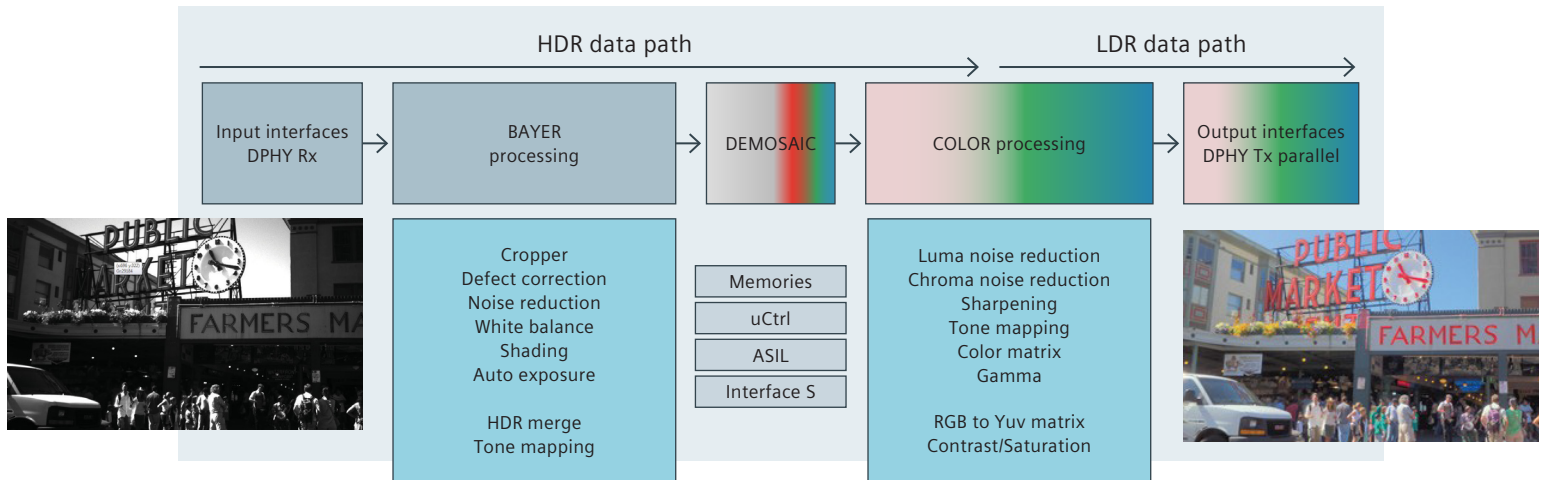 HDR data path
LDR data path
Input interfaces
DPHY Rx
BAYER
processing
DEMOSAIC
COLOR processing
Output interfaces
DPHY Tx parallel
Cropper
Defect correction
Noise reduction
White balance
Shading
Auto exposure
HDR merge
Tone mapping
Memories
uCtrl
ASIL
Interface S
Luma noise reduction
Chroma noise reduction
Sharpening
Tone mapping
Color matrix
Gamma
RGB to Yuv matrix
Contrast/Saturation
PUBLIC
MARKET
FARMERS MA
PUBLIC
MARKET
FARMERS M